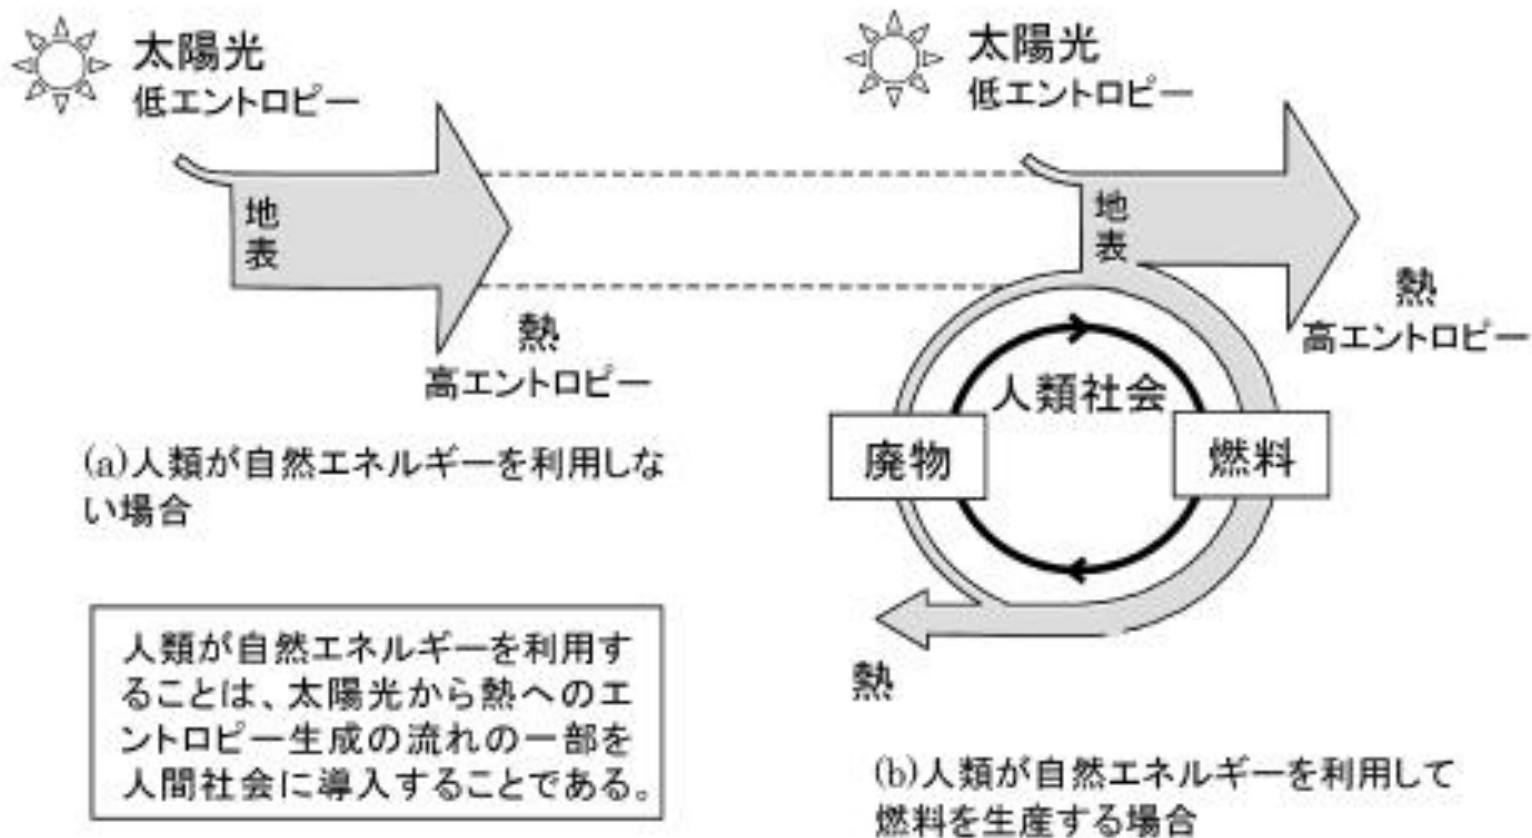 太陽光
低エントロピー
地
表
熱
高エントロピー
(a)人類が自然エネルギーを利用しな
い場合
人類が自然エネルギーを利用す
ることは、太陽光から熱へのエ
ントロピー生成の流れの一部を
人間社会に導入することである。
太陽光
低エントロピー
地
表
熱
高エントロピー
人類社会
廃物
燃料
熱
(b)人類が自然エネルギーを利用して
燃料を生産する場合